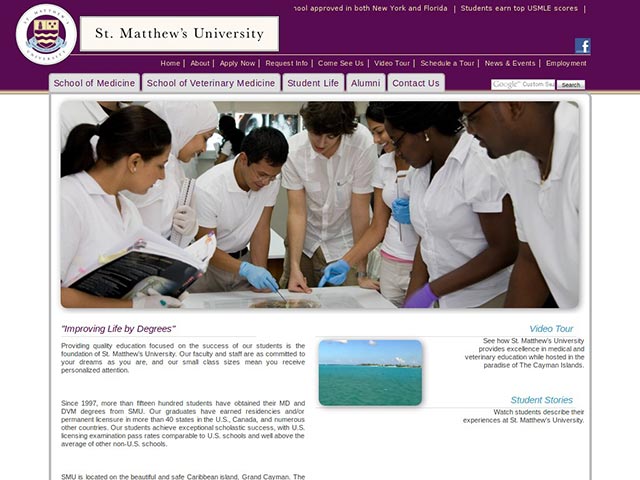 ST. MATTHEW'S
UNIVERSITY
St. Matthew's University
ool approved in both New York and Florida | Students earn top USMLE scores |
Home | About | Apply Now | Request Info | Come See Us | Video Tour | Schedule a Tour | News & Events | Employment
School of Medicine School of Veterinary Medicine Student Life Alumni Contact Us
Google Custom Sea Search
"Improving Life by Degrees"
Providing quality education focused on the success of our students is the
foundation of St. Matthew's University. Our faculty and staff are as committed to
your dreams as you are, and our small class sizes mean you receive
personalized attention.
Since 1997, more than fifteen hundred students have obtained their MD and
DVM degrees from SMU. Our graduates have earned residencies and/or
permanent licensure in more than 40 states in the U.S., Canada, and numerous
other countries. Our students achieve exceptional scholastic success, with U.S.
licensing examination pass rates comparable to U.S. schools and well above the
average of other non-U.S. schools.
SMU is located on the beautiful and safe Caribbean island, Grand Cayman. The
Video Tour
See how St. Matthew's University
provides excellence in medical and
veterinary education while hosted in the
paradise of The Cayman Islands.
Student Stories
Watch students describe their
experiences at St. Matthew's University.